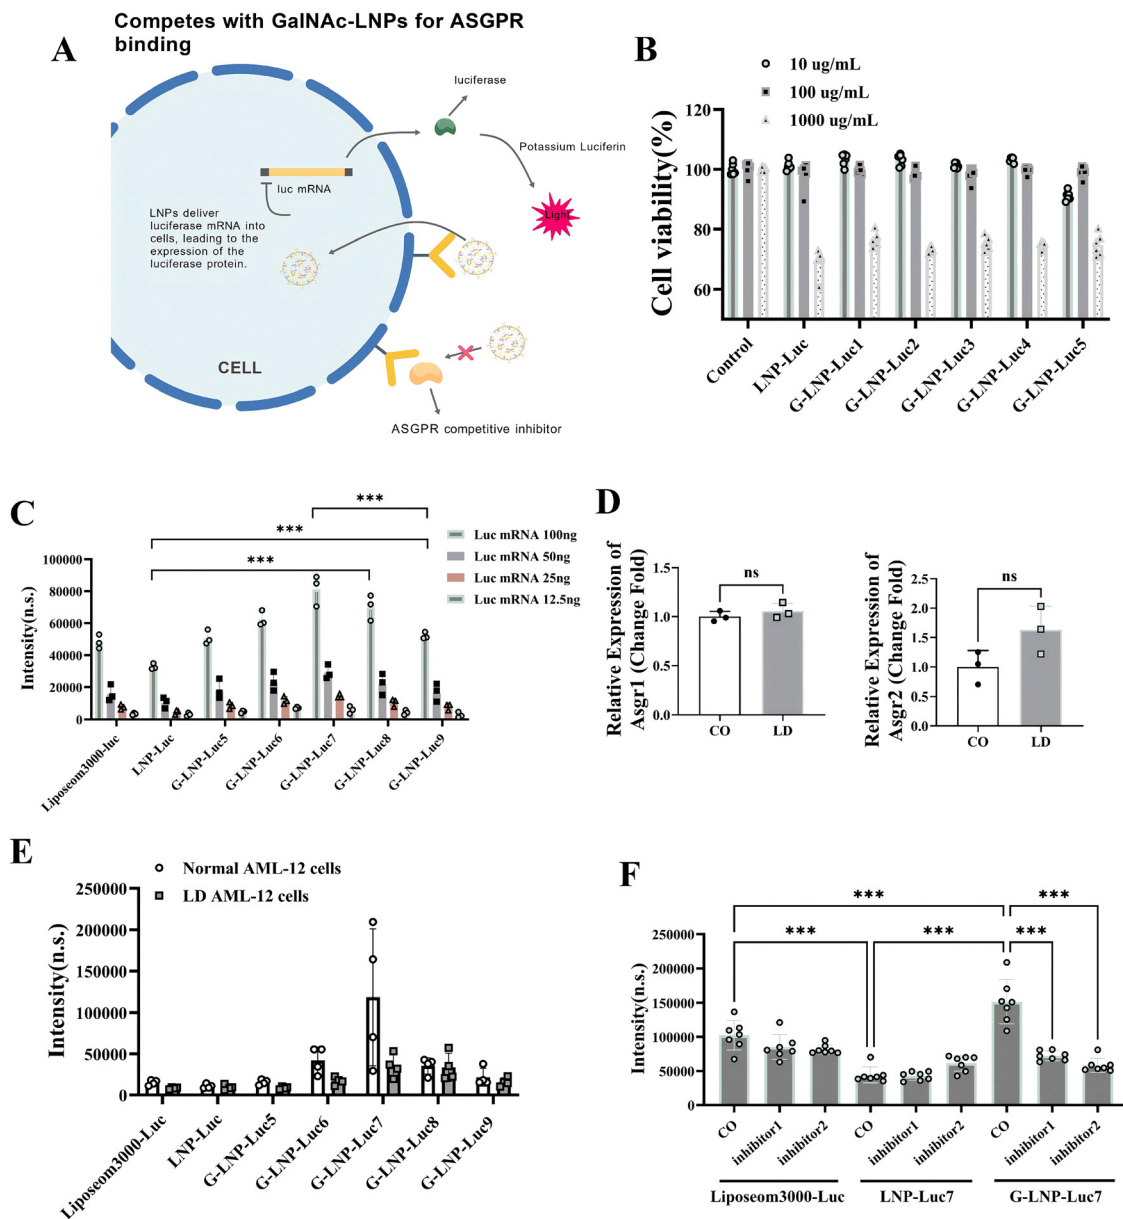 Competes with GalNAc-LNPs for ASGPR
binding
A
luciferase
Potassium Luciferin
luc mRNA
Light
LNPs deliver
luciferase mRNA into
cells, leading to the
expression of the
luciferase protein.
CELL
ASGPR competitive inhibitor
B
10 ug/mL
100 ug/mL
1000 ug/mL
Cell viability(%)
120
100
80
60
Control
LNP-Luc
G-LNP-Luc1
G-LNP-Luc2
G-LNP-Luc3
G-LNP-Luc4
G-LNP-Luc5
C
***
***
***
Luc mRNA 100ng
Luc mRNA 50ng
Luc mRNA 25ng
Luc mRNA 12.5ng
Intensity(n.s.)
100000
80000
60000
40000
20000
0
Liposeom3000-luc
LNP-Luc
G-LNP-Luc5
G-LNP-Luc6
G-LNP-Luc7
G-LNP-Luc8
G-LNP-Luc9
D
Relative Expression of
Asgr1 (Change Fold)
1.5
1.0
0.5
0.0
ns
CO
LD
Relative Expression of
Asgr2 (Change Fold)
2.5
2.0
1.5
1.0
0.5
0.0
ns
CO
LD
E
Normal AML-12 cells
LD AML-12 cells
Intensity(n.s.)
250000
200000
150000
100000
50000
0
Liposeom3000-Luc
LNP-Luc
G-LNP-Luc5
G-LNP-Luc6
G-LNP-Luc7
G-LNP-Luc8
G-LNP-Luc9
F
***
***
***
***
***
Intensity(n.s.)
250000
200000
150000
100000
50000
0
CO
inhibitor1
inhibitor2
CO
inhibitor1
inhibitor2
CO
inhibitor1
inhibitor2
Liposeom3000-Luc
LNP-Luc7
G-LNP-Luc7